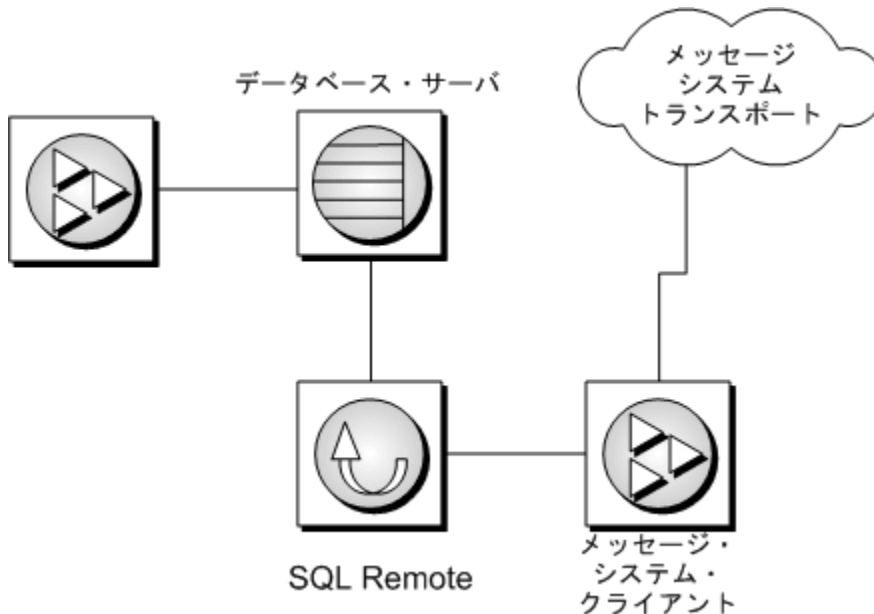 データベース・サーバ
メッセージ
システム
トランスポート
SQL Remote
メッセージ・
システム・
クライアント